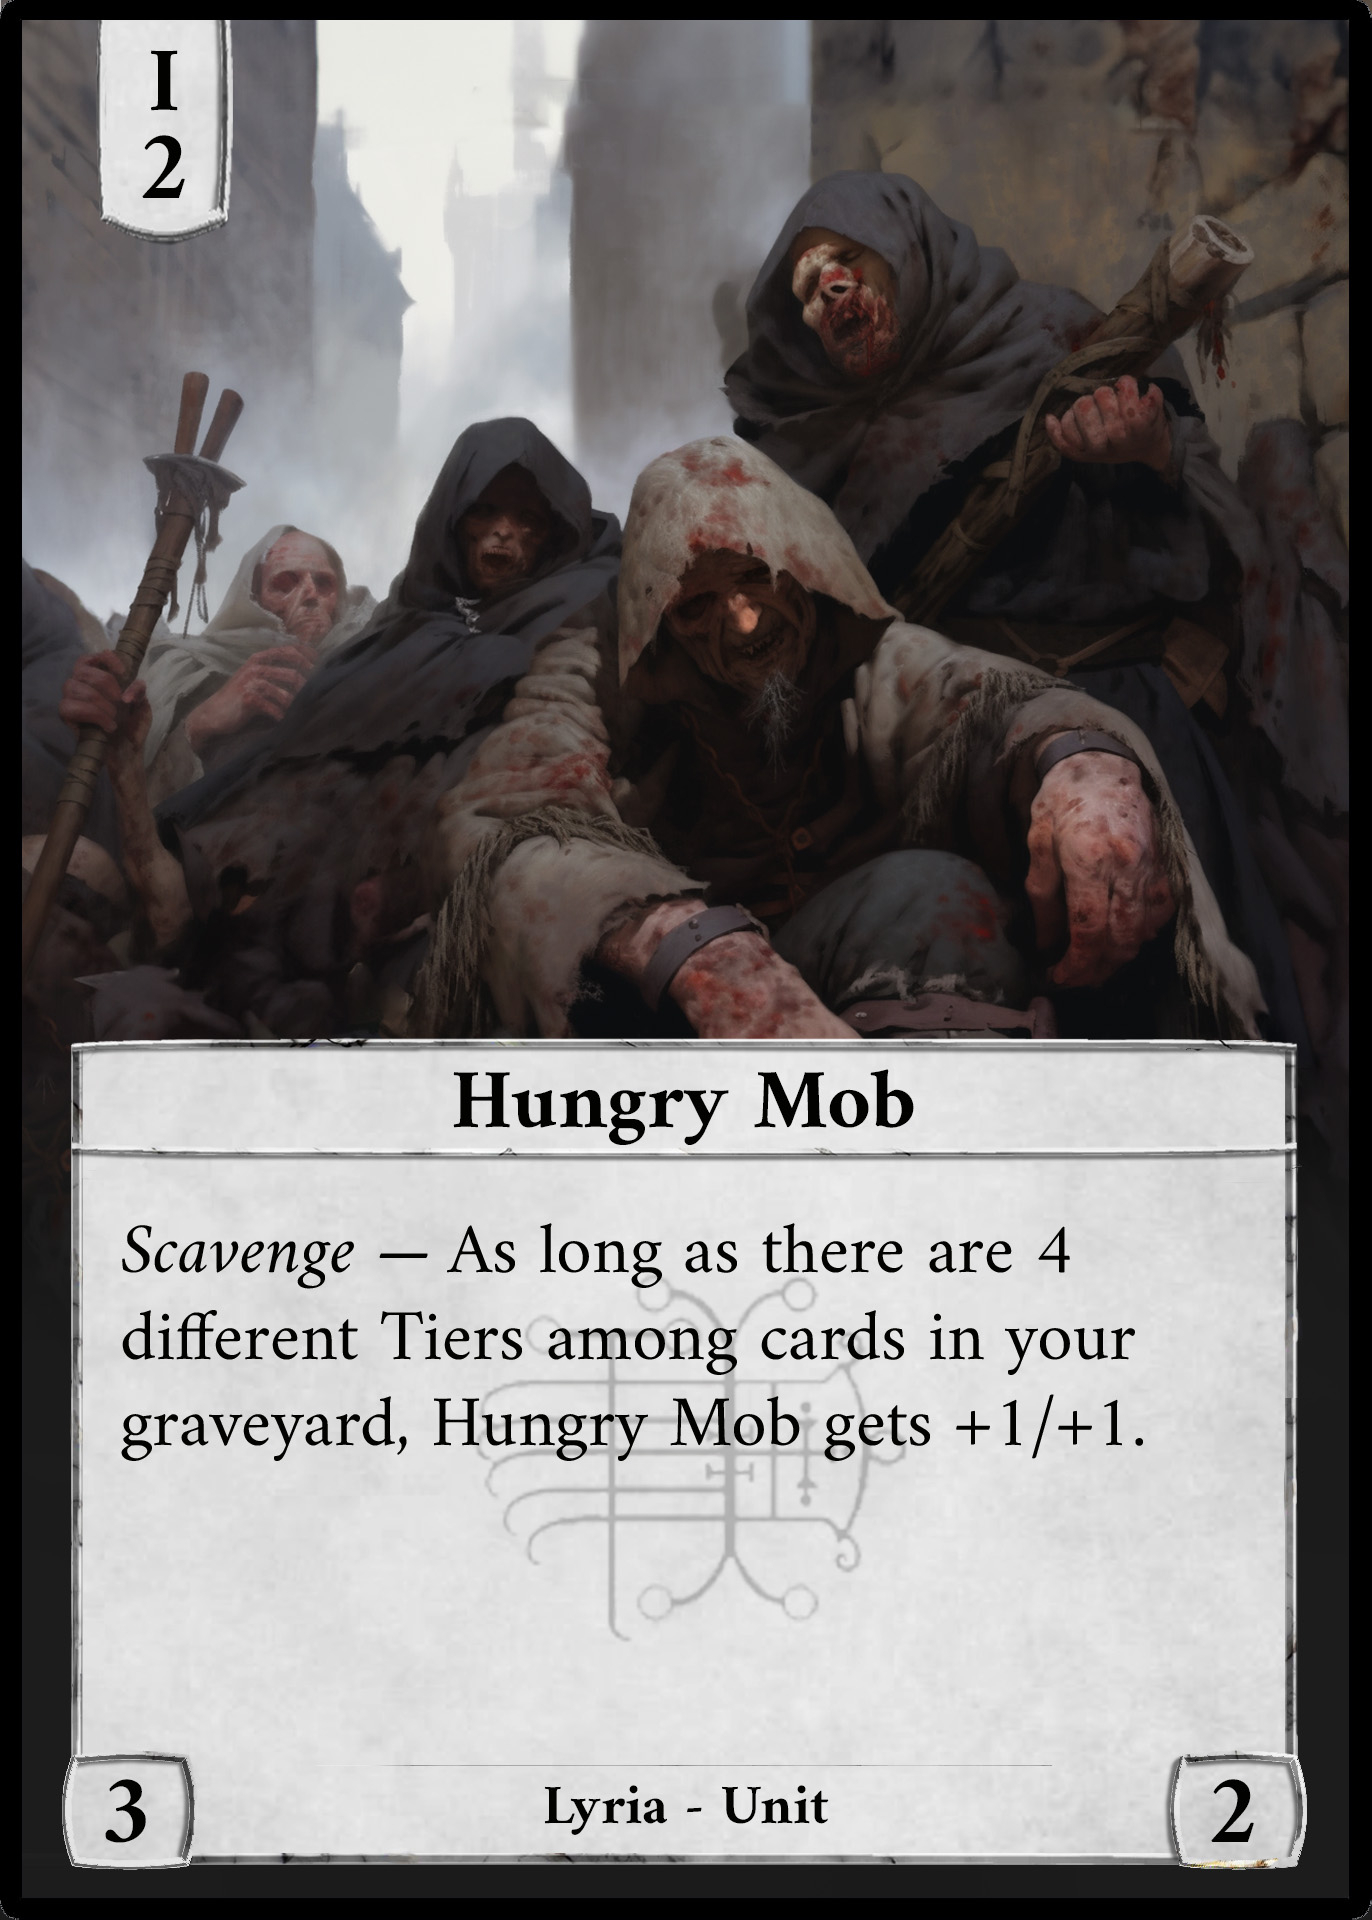 I
2
Hungry Mob
Scavenge — As long as there are 4
different Tiers among cards in your
graveyard, Hungry Mob gets +1/+1.
3
Lyria - Unit
2